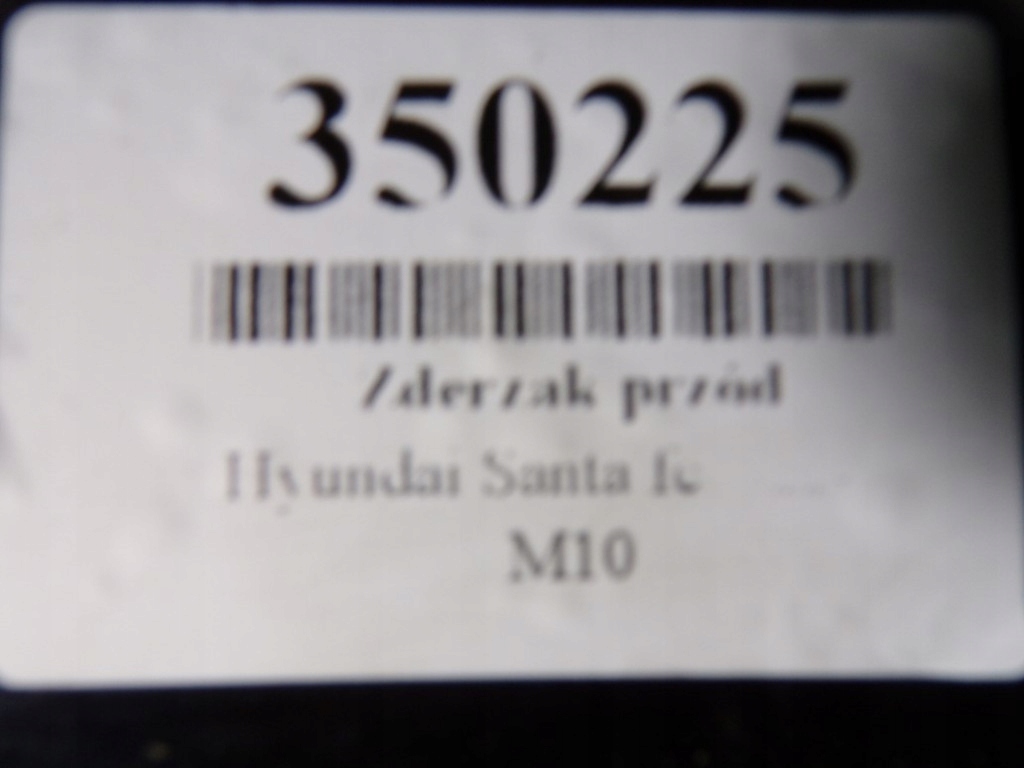 350225
Zderzak przód
Hyundai Santa fe
M10